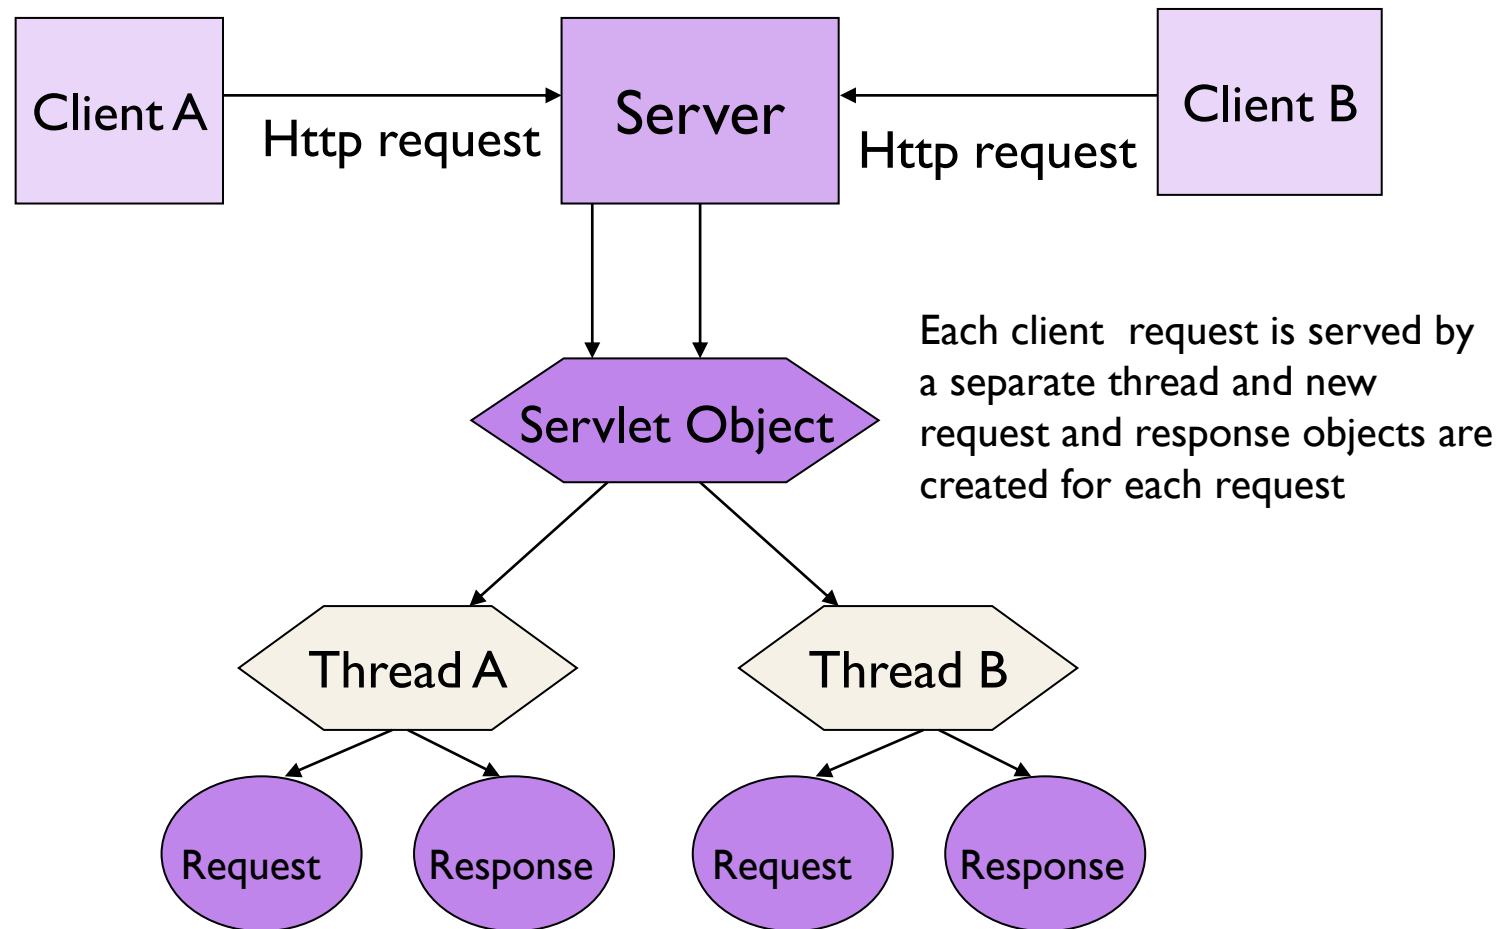 Client A
Http request
Server
Http request
Client B
Each client  request is served by
a separate thread and new
request and response objects are
created for each request
Servlet Object
Thread A
Thread B
Request
Response
Request
Response